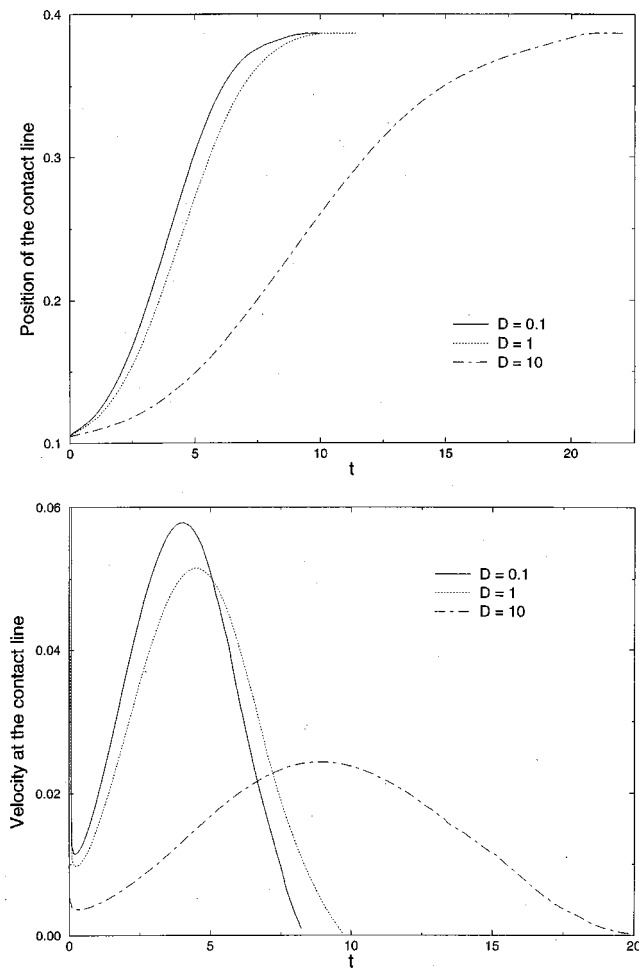 0.4
0.3
0.2
0.1
Position of the contact line
D = 0.1
D = 1
D = 10
0
5
10
15
20
t
0.06
0.04
0.02
0.00
Velocity at the contact line
D = 0.1
D = 1
D = 10
0
5
10
15
20
t